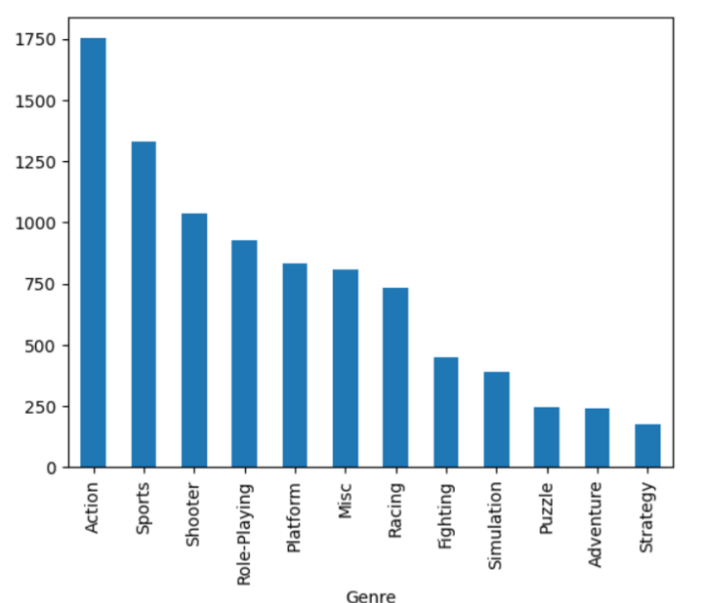 1750
1500
1250
1000
750
500
250
0
Action
Sports
Shooter
Role-Playing
Platform
Misc
Racing
Fighting
Simulation
Puzzle
Adventure
Strategy
Genre